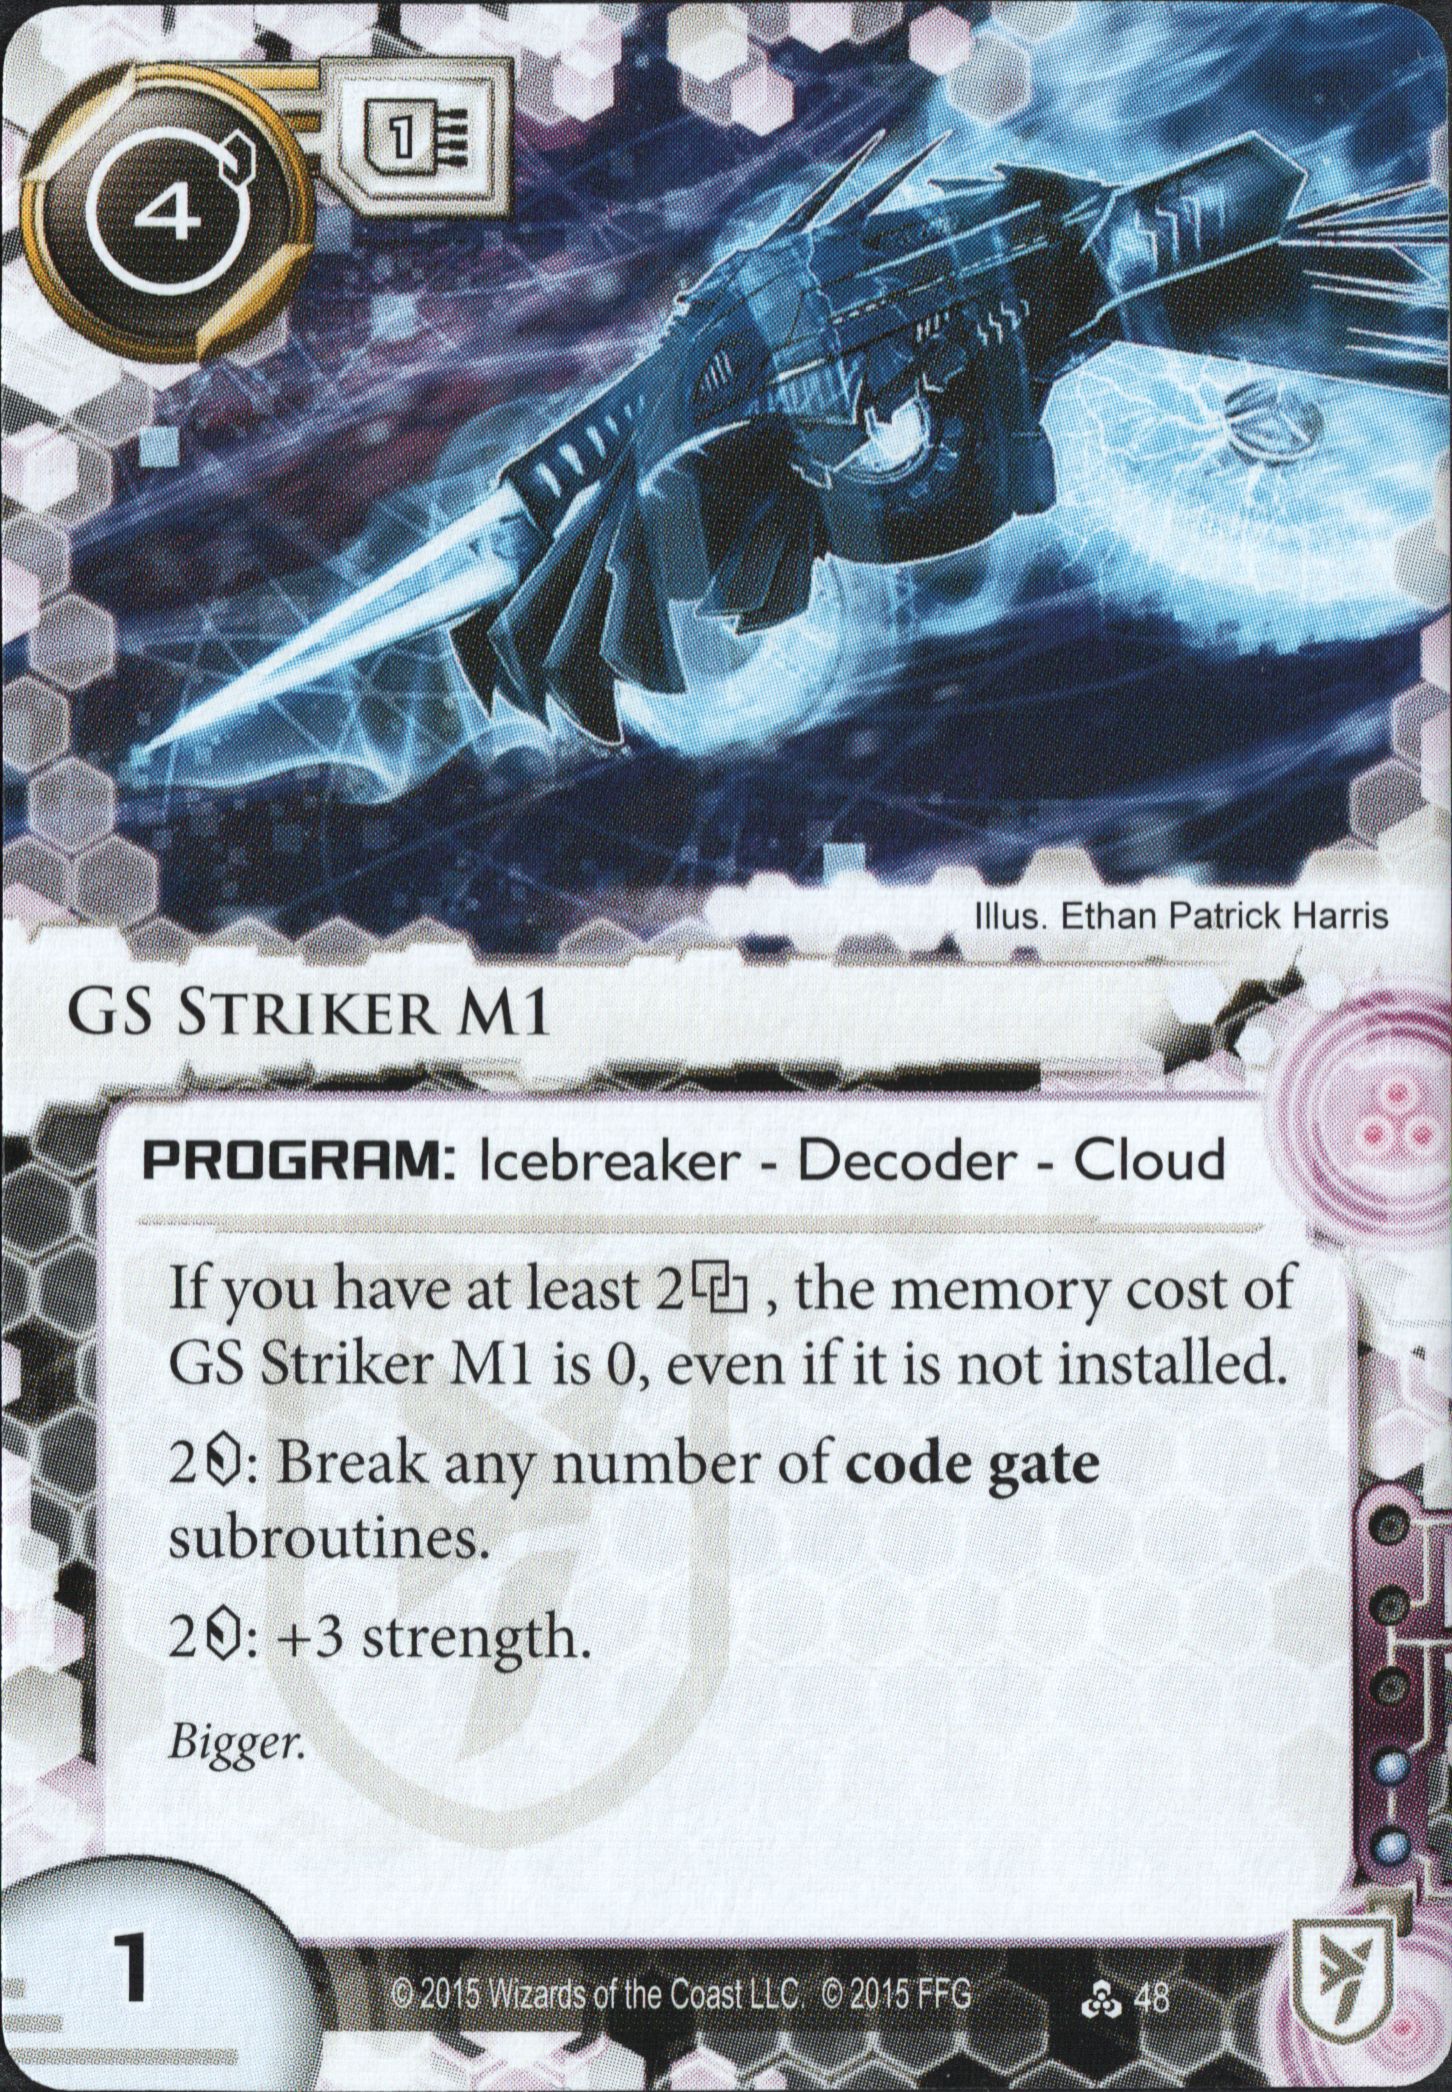 4
1
Illus. Ethan Patrick Harris
GS STRIKER M1
PROGRAM: Icebreaker - Decoder - Cloud
If you have at least 2 , the memory cost of
GS Striker M1 is 0, even if it is not installed.
2 : Break any number of code gate
subroutines.
2 : +3 strength.
Bigger.
1
© 2015 Wizards of the Coast LLC. © 2015 FFG
48